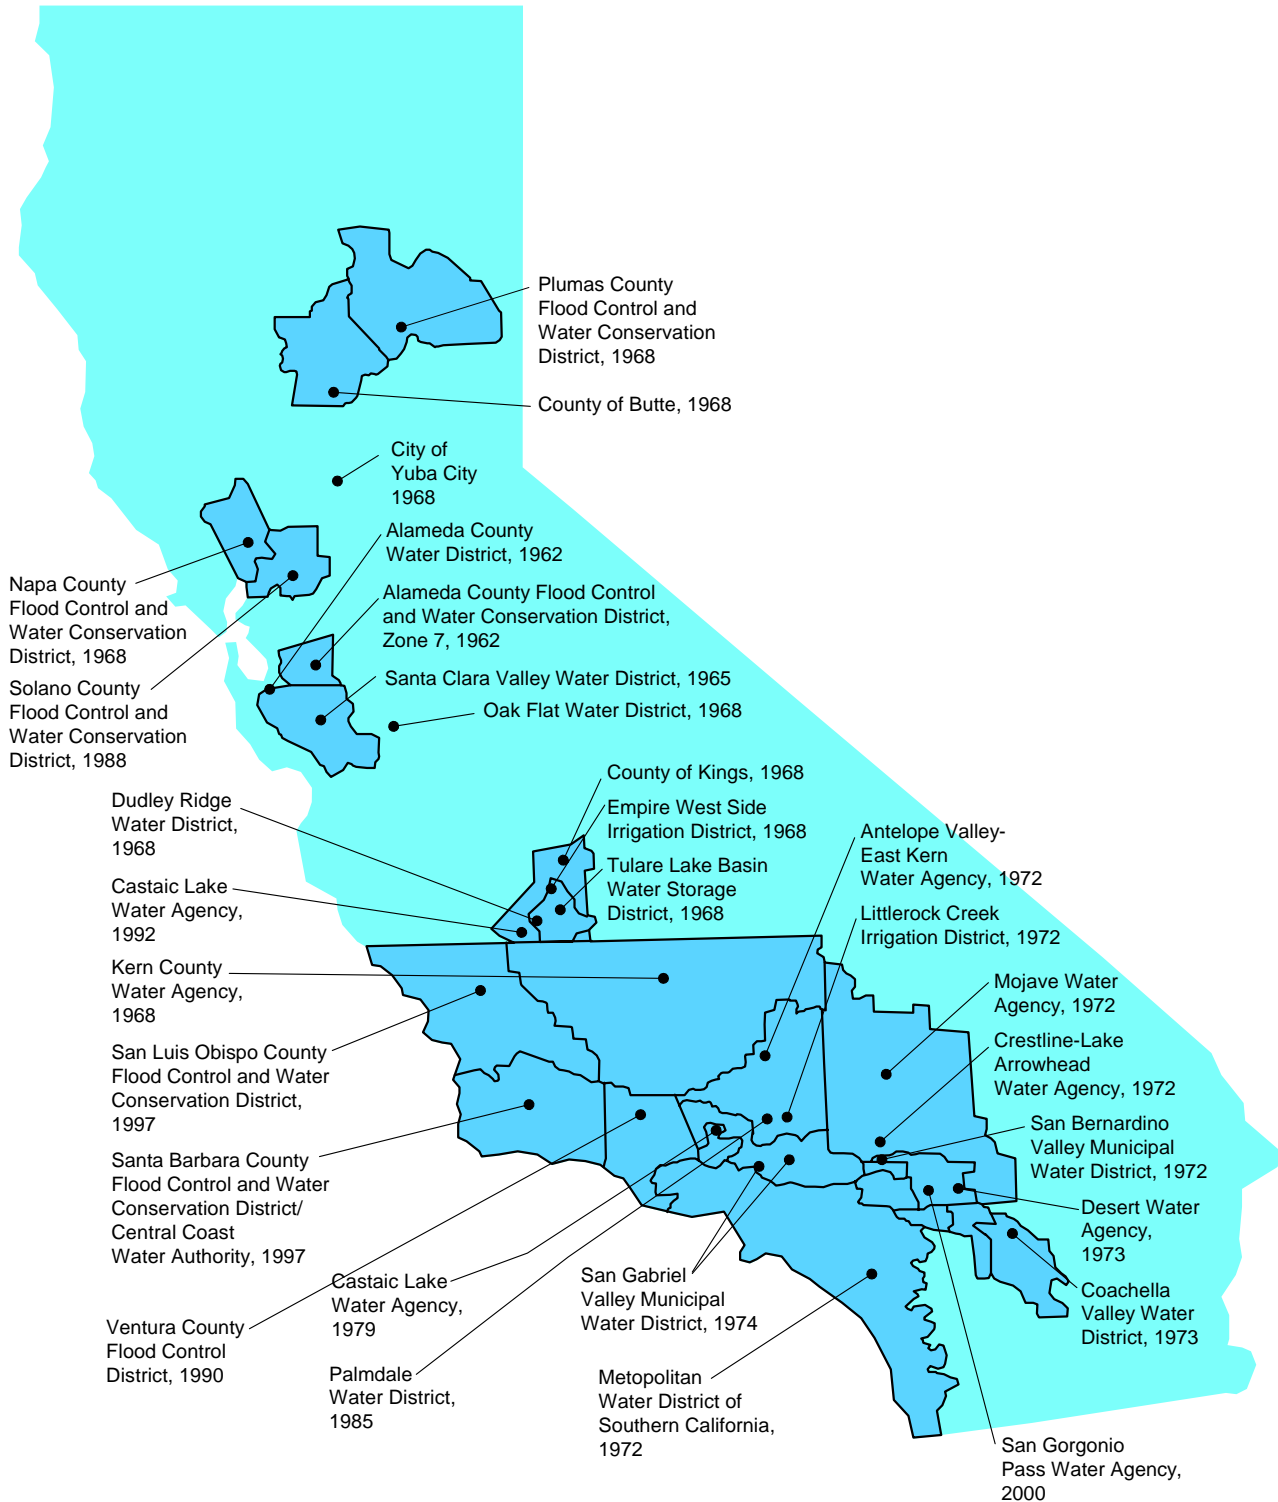 Plumas County
Flood Control and
Water Conservation
District, 1968
County of Butte, 1968
City of
Yuba City
1968
Alameda County
Water District, 1962
Napa County
Flood Control and
Water Conservation
District, 1968
Alameda County Flood Control
and Water Conservation District,
Zone 7, 1962
Solano County
Flood Control and
Water Conservation
District, 1988
Santa Clara Valley Water District, 1965
Oak Flat Water District, 1968
County of Kings, 1968
Dudley Ridge
Water District,
1968
Empire West Side
Irrigation District, 1968
Antelope Valley-
East Kern
Water Agency, 1972
Tulare Lake Basin
Water Storage
District, 1968
Castaic Lake
Water Agency,
1992
Littlerock Creek
Irrigation District, 1972
Kern County
Water Agency,
1968
Mojave Water
Agency, 1972
San Luis Obispo County
Flood Control and Water
Conservation District,
1997
Crestline-Lake
Arrowhead
Water Agency, 1972
San Bernardino
Valley Municipal
Water District, 1972
Santa Barbara County
Flood Control and Water
Conservation District/
Central Coast
Water Authority, 1997
Desert Water
Agency,
1973
Castaic Lake
Water Agency,
1979
San Gabriel
Valley Municipal
Water District, 1974
Coachella
Valley Water
District, 1973
Ventura County
Flood Control
District, 1990
Palmdale
Water District,
1985
Metopolitan
Water District of
Southern California,
1972
San Gorgonio
Pass Water Agency,
2000